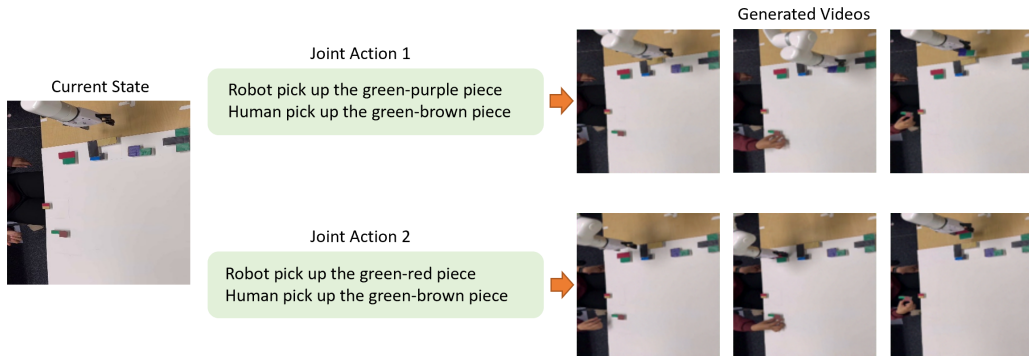 Generated Videos
Joint Action 1
Current State
Robot pick up the green-purple piece
Human pick up the green-brown piece
Joint Action 2
Robot pick up the green-red piece
Human pick up the green-brown piece